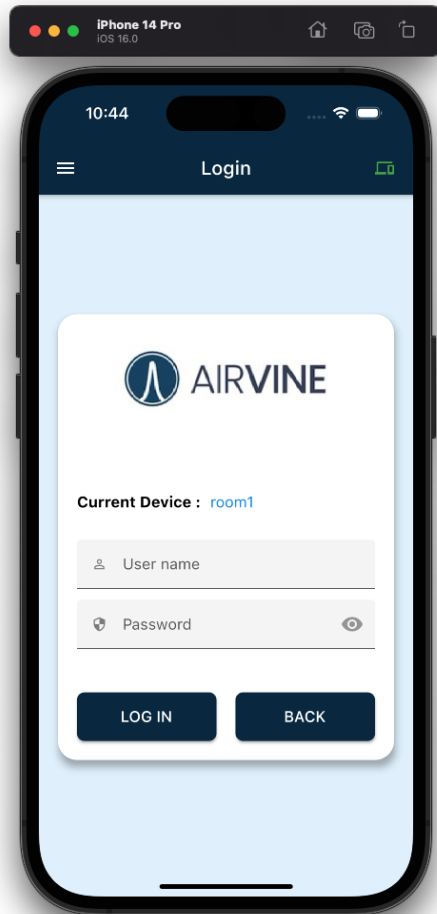 iPhone 14 Pro
iOS 16.0
10:44
Login
AIRVINE
Current Device : room1
User name
Password
LOG IN
BACK